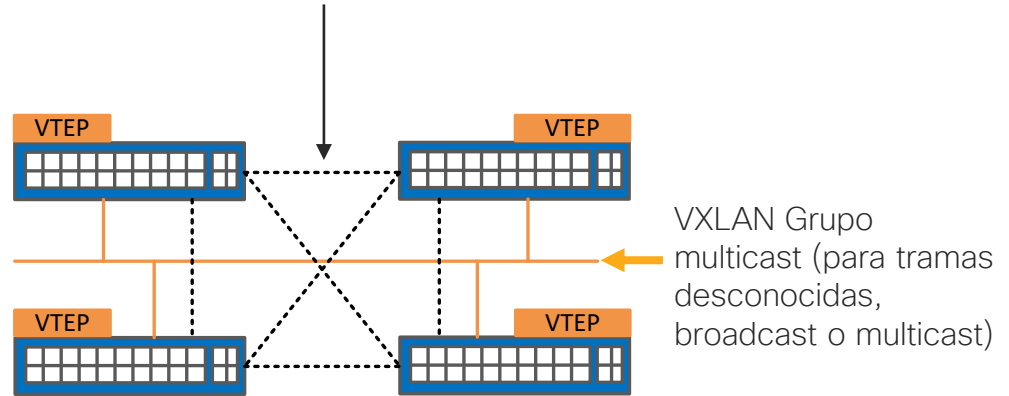 VTEP
VTEP
VXLAN Grupo
multicast (para tramas
desconocidas,
broadcast o multicast)
VTEP
VTEP